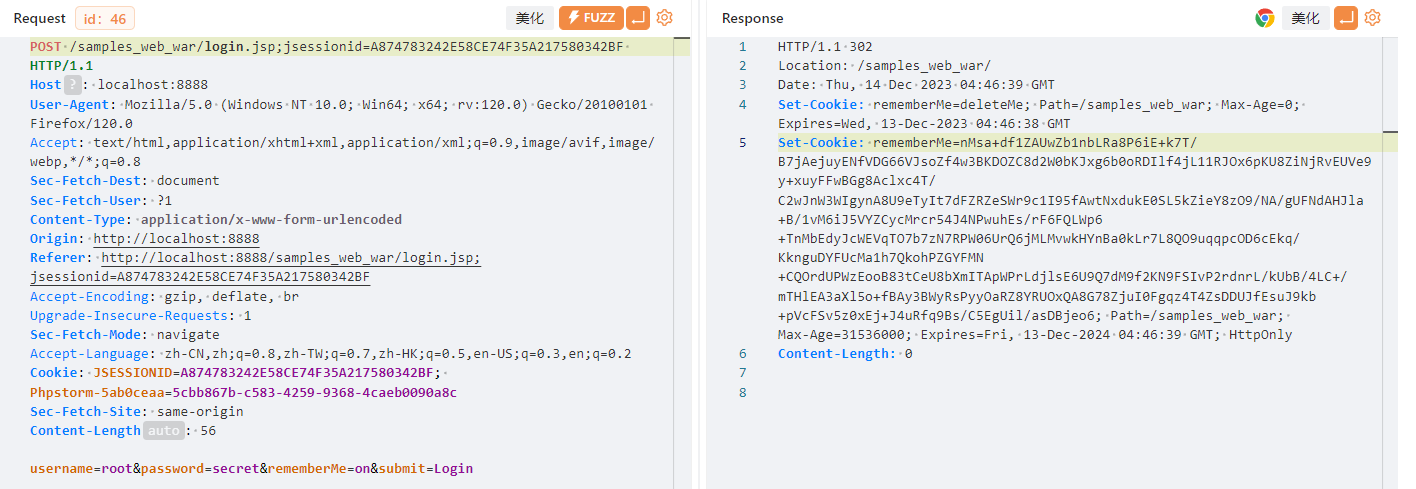 Request
id: 46
美化
FUZZ
POST /samples_web_war/login.jsp;jsessionid=A874783242E58CE74F35A217580342BF
HTTP/1.1
Host ? : localhost:8888
User-Agent: Mozilla/5.0 (Windows NT 10.0; Win64; x64; rv:120.0) Gecko/20100101
Firefox/120.0
Accept: text/html,application/xhtml+xml,application/xml;q=0.9,image/avif,image/
webp,*/*;q=0.8
Sec-Fetch-Dest: document
Sec-Fetch-User: ?1
Content-Type: application/x-www-form-urlencoded
Origin: http://localhost:8888
Referer: http://localhost:8888/samples_web_war/login.jsp;
jsessionid=A874783242E58CE74F35A217580342BF
Accept-Encoding: gzip, deflate, br
Upgrade-Insecure-Requests: 1
Sec-Fetch-Mode: navigate
Accept-Language: zh-CN,zh;q=0.8,zh-TW;q=0.7,zh-HK;q=0.5,en-US;q=0.3,en;q=0.2
Cookie: JSESSIONID=A874783242E58CE74F35A217580342BF;
Phpstorm-5ab0ceaa=5cbb867b-c583-4259-9368-4caeb0090a8c
Sec-Fetch-Site: same-origin
Content-Length auto : 56
username=root&password=secret&rememberMe=on&submit=Login
Response
美化
1 HTTP/1.1 302
2 Location: /samples_web_war/
3 Date: Thu, 14 Dec 2023 04:46:39 GMT
4 Set-Cookie: rememberMe=deleteMe; Path=/samples_web_war; Max-Age=0;
Expires=Wed, 13-Dec-2023 04:46:38 GMT
5 Set-Cookie: rememberMe=nMsa+df1ZAUwZb1nbLRa8P6iE+k7T/
B7jAejuyENfVDG66VJsoZf4w3BKDOZC8d2W0bKJxg6b0oRDIlf4jL11RJOx6pKU8ZiNjRvEUVe9
y+xuyFFwBGg8Aclxc4T/
C2wJnW3WIgynA8U9eTyIt7dFZRZeSWr9c1I95fAwtNxdukE0SL5kZieY8zO9/NA/gUFNdAHJla
+B/1vM6iJ5VYZCycMrcr54J4NPwuhEs/rF6FQLWp6
+TnMbEdyJcWEVqTO7b7zN7RPW06UrQ6jMLMvwkHYnBa0kLr7L8QO9uqqpcOD6cEkq/
KknguDYFUcMa1h7QkohPZGYFMN
+CQOrdUPWzEooB83tCeU8bXmITApWPrLdjlsE6U9Q7dM9f2KN9FSIvP2rdnrL/kUbB/4LC+/
mTHlEA3aXl5o+fBAy3BWyRsPyyOaRZ8YRUOxQA8G78ZjuI0Fgqz4T4ZsDDUJfEsuJ9kb
+pVcFSv5z0xEj+J4uRfq9Bs/C5EgUil/asDBjeo6; Path=/samples_web_war;
Max-Age=31536000; Expires=Fri, 13-Dec-2024 04:46:39 GMT; HttpOnly
6 Content-Length: 0
7
8